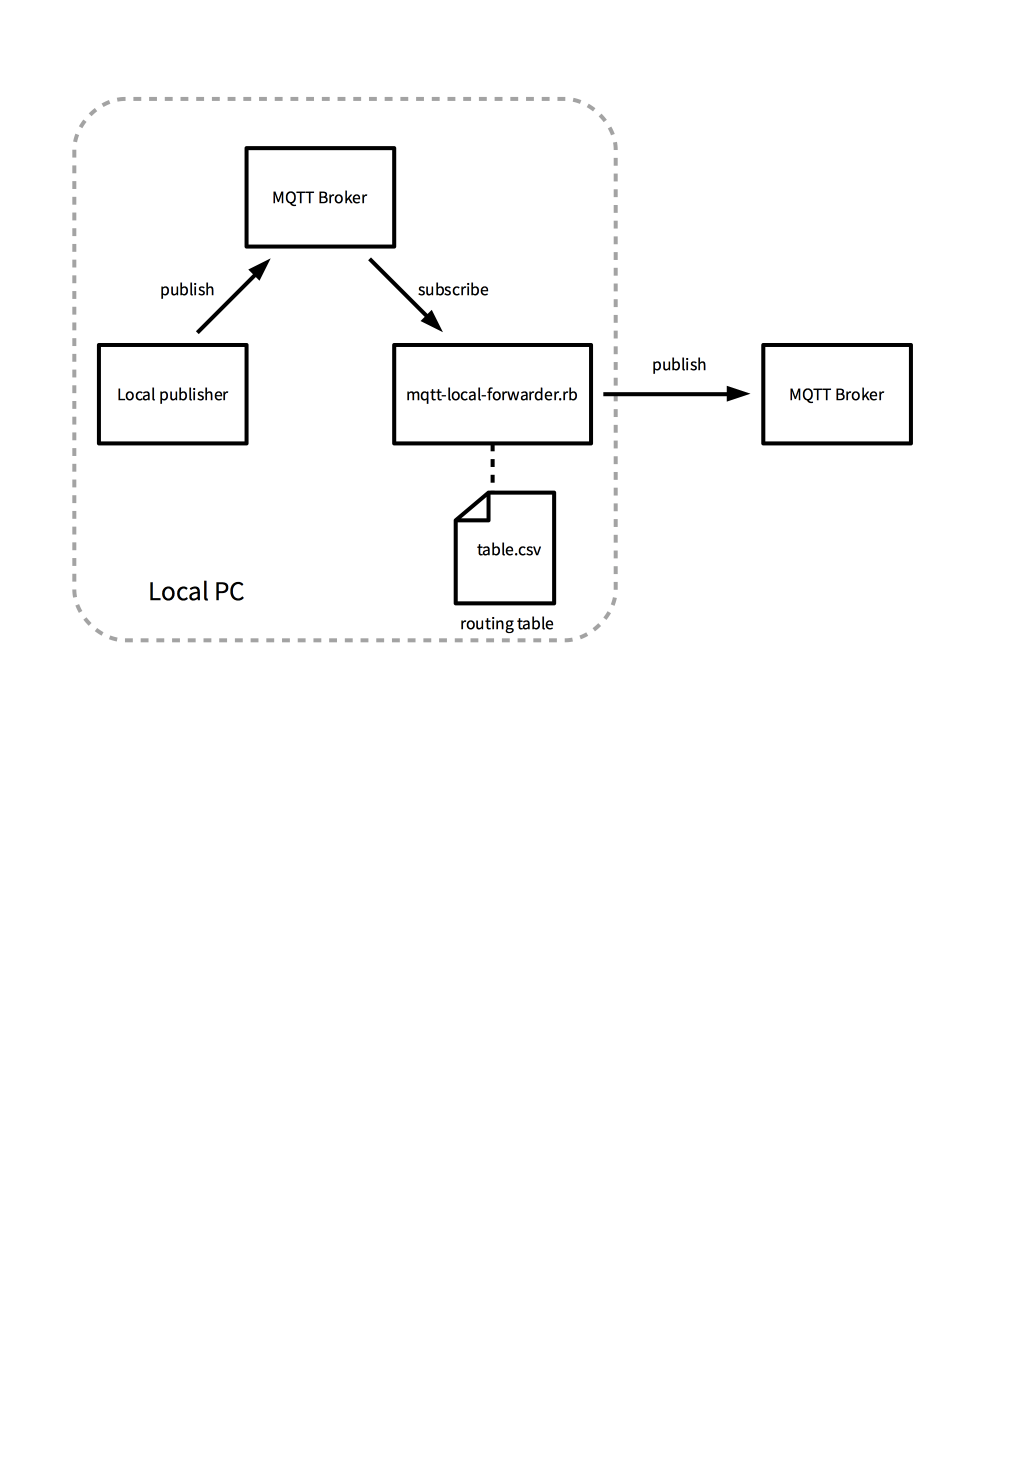 MQTT Broker
publish
subscribe
Local publisher
mqtt-local-forwarder.rb
publish
MQTT Broker
table.csv
Local PC
routing table